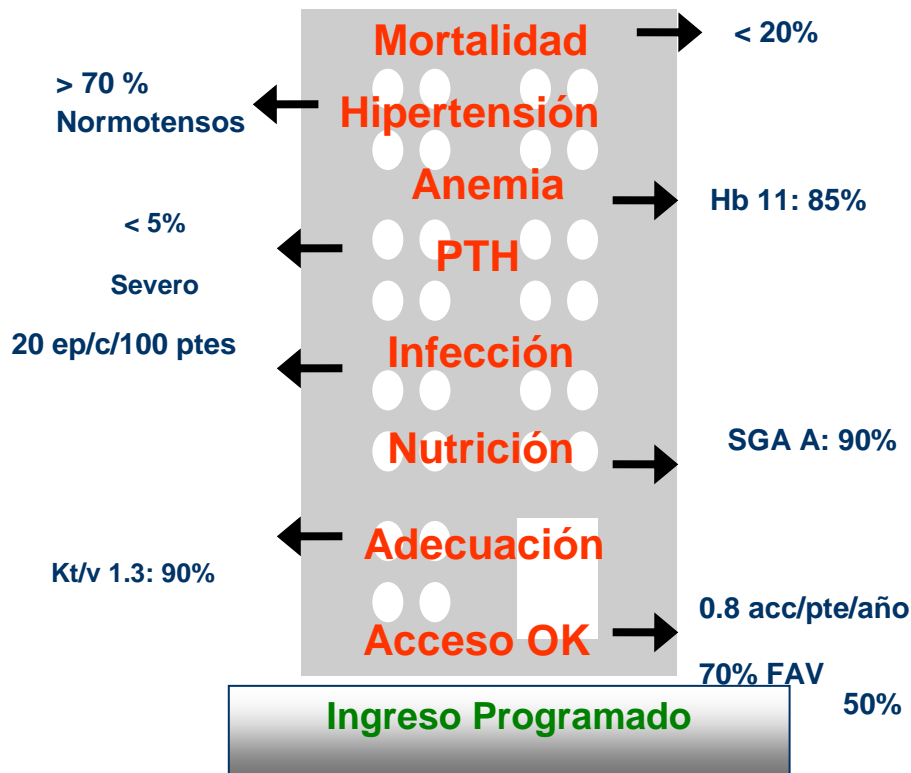 Mortalidad
< 20%
> 70 %
Normotensos
Hipertensión
Anemia
Hb 11: 85%
< 5%
Severo
PTH
20 ep/c/100 ptes
Infección
Nutrición
SGA A: 90%
Adecuación
Kt/v 1.3: 90%
0.8 acc/pte/año
Acceso OK
70% FAV
50%
Ingreso Programado